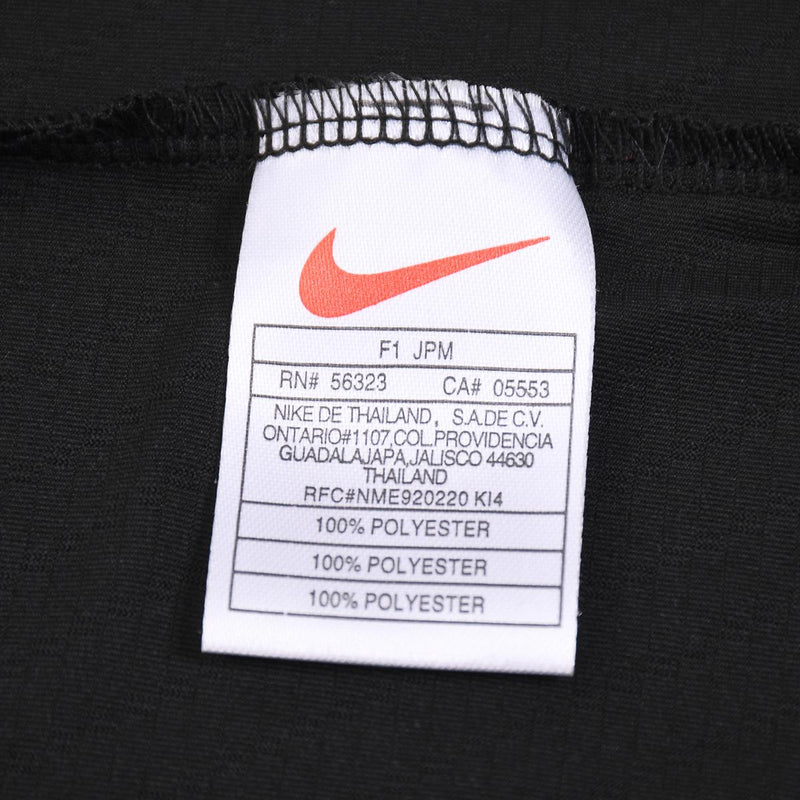 F1 JPM
RN# 56323 CA# 05553
NIKE DE THAILAND, S.A.DE C.V.
ONTARIO#1107,COL.PROVIDENCIA
GUADALAJAPA,JALISCO 44630
THAILAND
RFC#NME920220 KI4
100% POLYESTER
100% POLYESTER
100% POLYESTER